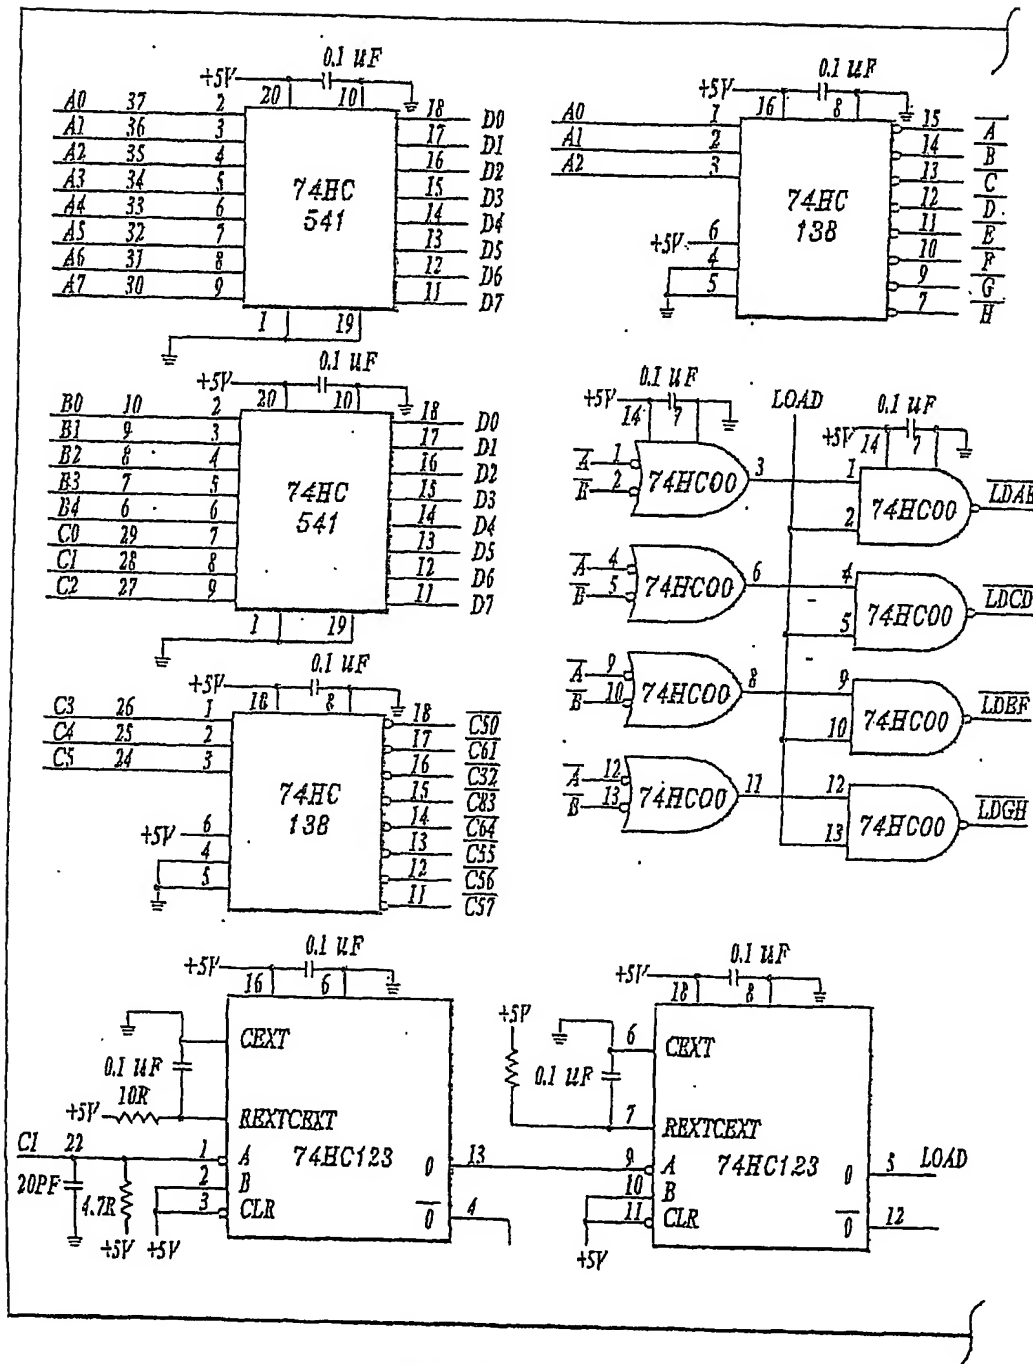 0.1 uF
+5V
20 10
A0 37 2
A1 36 3
A2 35 4
A3 34 5
A4 33 6
A5 32 7
A6 31 8
A7 30 9
74HC
541
18 D0
17 D1
16 D2
15 D3
14 D4
13 D5
12 D6
11 D7
1 19
0.1 uF
+5V
16 8
A0 1
A1 2
A2 3
+5V 6
4
5
74HC
138
15 A
14 B
13 C
12 D
11 E
10 F
9 G
7 H
0.1 uF
+5V
20 10
B0 10 2
B1 9 3
B2 8 4
B3 7 5
B4 6 6
C0 29 7
C1 28 8
C2 27 9
74HC
541
18 D0
17 D1
16 D2
15 D3
14 D4
13 D5
12 D6
11 D7
1 19
0.1 uF
+5V
14 7
LOAD
0.1 uF
+5V
14 7
A 1
2
74HC00
3
1
2
74HC00
LDAB
A 4
B 5
74HC00
6
4
5
74HC00
LDCD
A 9
B 10
74HC00
8
9
10
74HC00
LDEF
A 12
B 13
74HC00
11
12
13
74HC00
LDGH
0.1 uF
+5V
18 8
C3 26 1
C4 25 2
C5 24 3
+5V 6
4
5
74HC
138
18 C50
17 C61
16 C32
15 C83
14 C64
13 C55
12 C56
11 C57
0.1 uF
+5V
16 6
CEXT
0.1 uF
10R
+5V
REXTCEXT
C1 22
1 A
2 B
3 CLR
74HC123
0 13
0 4
20PF
4.7R
+5V +5V
0.1 uF
+5V
18 8
+5V
6 CEXT
0.1 uF
7 REXTCEXT
9 A
10 B
11 CLR
74HC123
0 5 LOAD
0 12
+5V